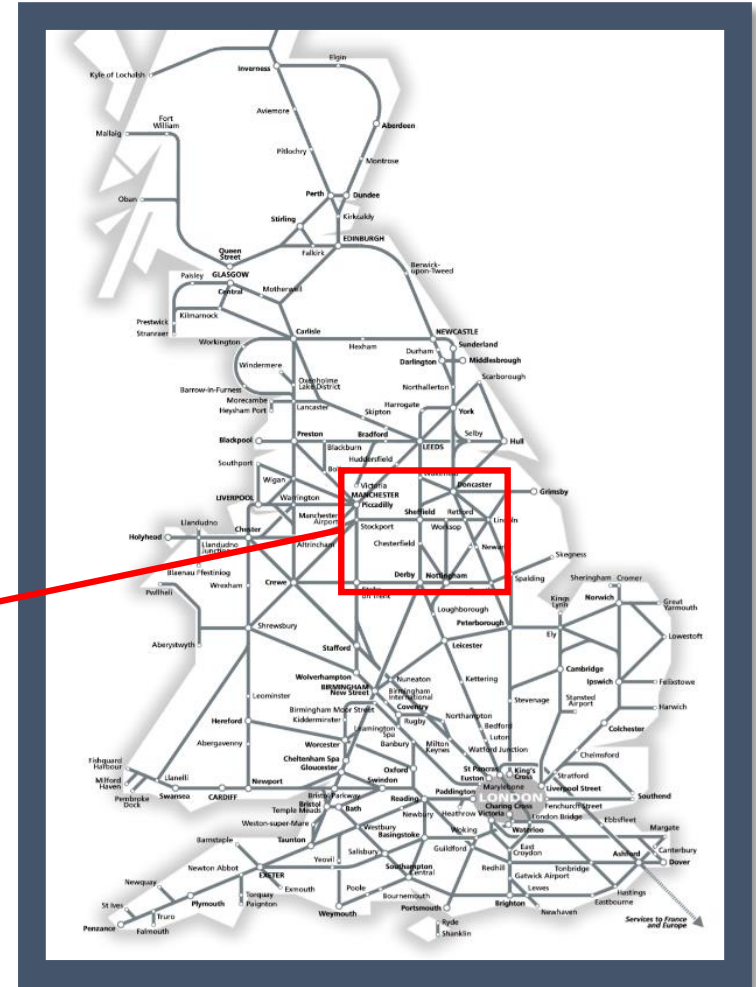 Elgin
Inverness
Kyle of Lochalsh
Aviemore
Fort
William
Aberdeen
Mallaig
Pitlochry
Montrose
Perth
Dundee
Oban
Stirling
Kirkcaldy
EDINBURGH
Falkirk
Queen
Street
Berwick-
upon-Tweed
Paisley
GLASGOW
Central
Motherwell
Kilmarnock
Prestwick
Stranraer
Carlisle
NEWCASTLE
Workington
Hexham
Sunderland
Durham
Darlington
Middlesbrough
Windermere
Scarborough
Oxenholme
Lake District
Northallerton
Barrow-in-Furness
Morecambe
Heysham Port
Lancaster
Harrogate
York
Skipton
Preston
Bradford
Selby
Blackpool
LEEDS
Hull
Blackburn
Huddersfield
Southport
Wigan
Victoria
Doncaster
MANCHESTER
Piccadilly
Grimsby
LIVERPOOL
Warrington
Manchester
Airport
Sheffield
Retford
Lincoln
Stockport
Worksop
Llandudno
Chester
Holyhead
Llandudno
Junction
Altrincham
Chesterfield
Blaenau Ffestiniog
Skegness
Wrexham
Crewe
Derby
Nottingham
Spalding
Sheringham
Cromer
Pwllheli
Loughborough
Kings
Lynn
Norwich
Great
Yarmouth
Shrewsbury
Peterborough
Ely
Lowestoft
Aberystwyth
Stafford
Leicester
Wolverhampton
Cambridge
BIRMINGHAM
New Street
Nuneaton
Birmingham
International
Kettering
Ipswich
Felixstowe
Leominster
Coventry
Stansted
Airport
Birmingham Moor Street
Rugby
Northampton
Stevenage
Harwich
Hereford
Kidderminster
Leamington
Spa
Bedford
Colchester
Abergavenny
Worcester
Banbury
Milton
Keynes
Luton
Watford Junction
Chelmsford
Fishguard
Harbour
Cheltenham Spa
Gloucester
Oxford
St Pancras
King's
Cross
Euston
Stratford
Milford
Haven
Llanelli
Swindon
Marylebone
Paddington
LONDON
Liverpool Street
Pembroke
Dock
Swansea
CARDIFF
Newport
Bristol Parkway
Reading
Charing Cross
Fenchurch Street
Southend
Bristol
Temple Meads
Bath
Newbury
Heathrow
Victoria
London Bridge
Ebbsfleet
Weston-super-Mare
Westbury
Basingstoke
Woking
Waterloo
Margate
Barnstaple
Taunton
Salisbury
Guildford
East
Croydon
Canterbury
Newton Abbot
Yeovil
Southampton
Central
Redhill
Tonbridge
Ashford
Dover
EXETER
Gatwick Airport
Newquay
Exmouth
Poole
Lewes
Hastings
St Ives
Torquay
Paignton
Bournemouth
Eastbourne
Plymouth
Weymouth
Portsmouth
Brighton
Newhaven
Truro
Penzance
Falmouth
Ryde
Shanklin
Services to France
and Europe